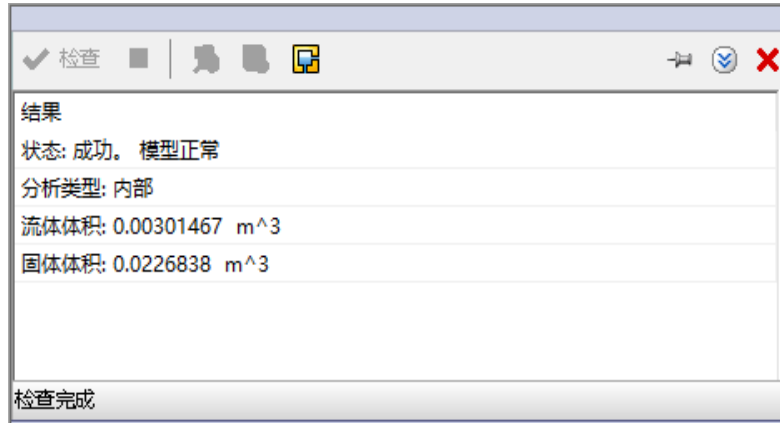 检查
结果
状态: 成功。 模型正常
分析类型: 内部
流体体积: 0.00301467 m^3
固体体积: 0.0226838 m^3
检查完成